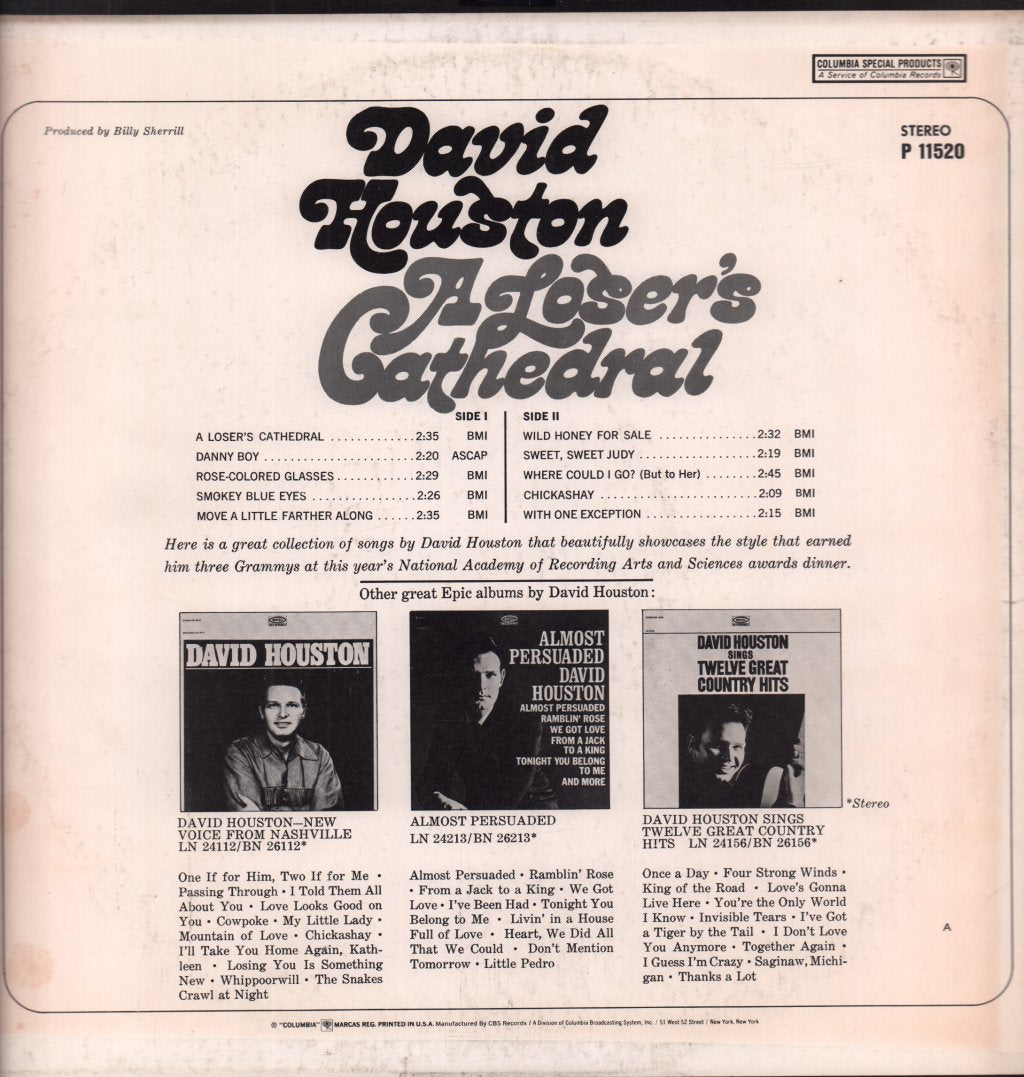 COLUMBIA SPECIAL PRODUCTS
A Service of Columbia Records
Produced by Billy Sherrill
STEREO
P 11520
David
Houston
A Loser's
Cathedral
SIDE I
A LOSER'S CATHEDRAL .............2:35 BMI
DANNY BOY .......................2:20 ASCAP
ROSE-COLORED GLASSES............2:29 BMI
SMOKEY BLUE EYES ................2:26 BMI
MOVE A LITTLE FARTHER ALONG ......2:35 BMI
SIDE II
WILD HONEY FOR SALE ...............2:32 BMI
SWEET, SWEET JUDY ..................2:19 BMI
WHERE COULD I GO? (But to Her) ........2:45 BMI
CHICKASHAY ........................2:09 BMI
WITH ONE EXCEPTION .................2:15 BMI
Here is a great collection of songs by David Houston that beautifully showcases the style that earned
him three Grammys at this year's National Academy of Recording Arts and Sciences awards dinner.
Other great Epic albums by David Houston:
DAVID HOUSTON
ALMOST
PERSUADED
DAVID
HOUSTON
ALMOST PERSUADED
RAMBLIN' ROSE
WE GOT LOVE
FROM A JACK
TO A KING
TONIGHT YOU BELONG
TO ME
AND MORE
DAVID HOUSTON
SINGS
TWELVE GREAT
COUNTRY HITS
*Stereo
DAVID HOUSTON—NEW
VOICE FROM NASHVILLE
LN 24112/BN 26112*
One If for Him, Two If for Me •
Passing Through • I Told Them All
About You • Love Looks Good on
You • Cowpoke • My Little Lady •
Mountain of Love • Chickashay •
I'll Take You Home Again, Kath-
leen • Losing You Is Something
New • Whippoorwill • The Snakes
Crawl at Night
ALMOST PERSUADED
LN 24213/BN 26213*
Almost Persuaded • Ramblin' Rose
• From a Jack to a King • We Got
Love • I've Been Had • Tonight You
Belong to Me • Livin' in a House
Full of Love • Heart, We Did All
That We Could • Don't Mention
Tomorrow • Little Pedro
DAVID HOUSTON SINGS
TWELVE GREAT COUNTRY
HITS LN 24156/BN 26156*
Once a Day • Four Strong Winds •
King of the Road • Love's Gonna
Live Here • You're the Only World
I Know • Invisible Tears • I've Got
a Tiger by the Tail • I Don't Love
You Anymore • Together Again •
I Guess I'm Crazy • Saginaw, Michi-
gan • Thanks a Lot
A
® "COLUMBIA" MARCAS REG. PRINTED IN U.S.A. Manufactured By CBS Records / A Division of Columbia Broadcasting System, Inc. / 51 West 52 Street / New York, New York